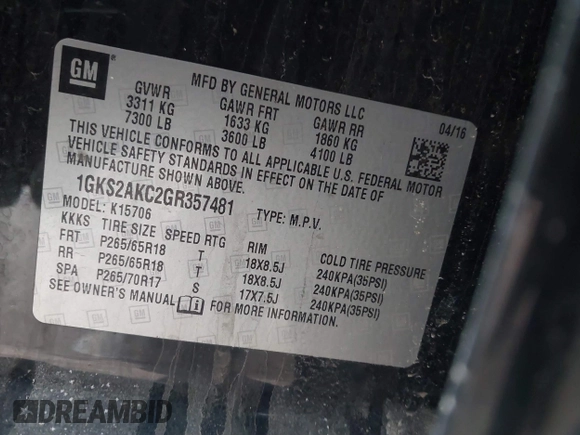 GM
MFD BY GENERAL MOTORS LLC
04/16
GVWR GAWR FRT GAWR RR
3311 KG 1633 KG 1860 KG
7300 LB 3600 LB 4100 LB
THIS VEHICLE CONFORMS TO ALL APPLICABLE U.S. FEDERAL MOTOR
VEHICLE SAFETY STANDARDS IN EFFECT ON THE DATE OF
MANUFACTURE SHOWN ABOVE.
1GKS2AKC2GR357481 TYPE: M.P.V.
MODEL: K15706
KKKS TIRE SIZE SPEED RTG RIM COLD TIRE PRESSURE
FRT P265/65R18 T 18X8.5J 240KPA(35PSI)
RR P265/65R18 T 18X8.5J 240KPA(35PSI)
SPA P265/70R17 S 17X7.5J 240KPA(35PSI)
SEE OWNER'S MANUAL FOR MORE INFORMATION.
DREAMBID